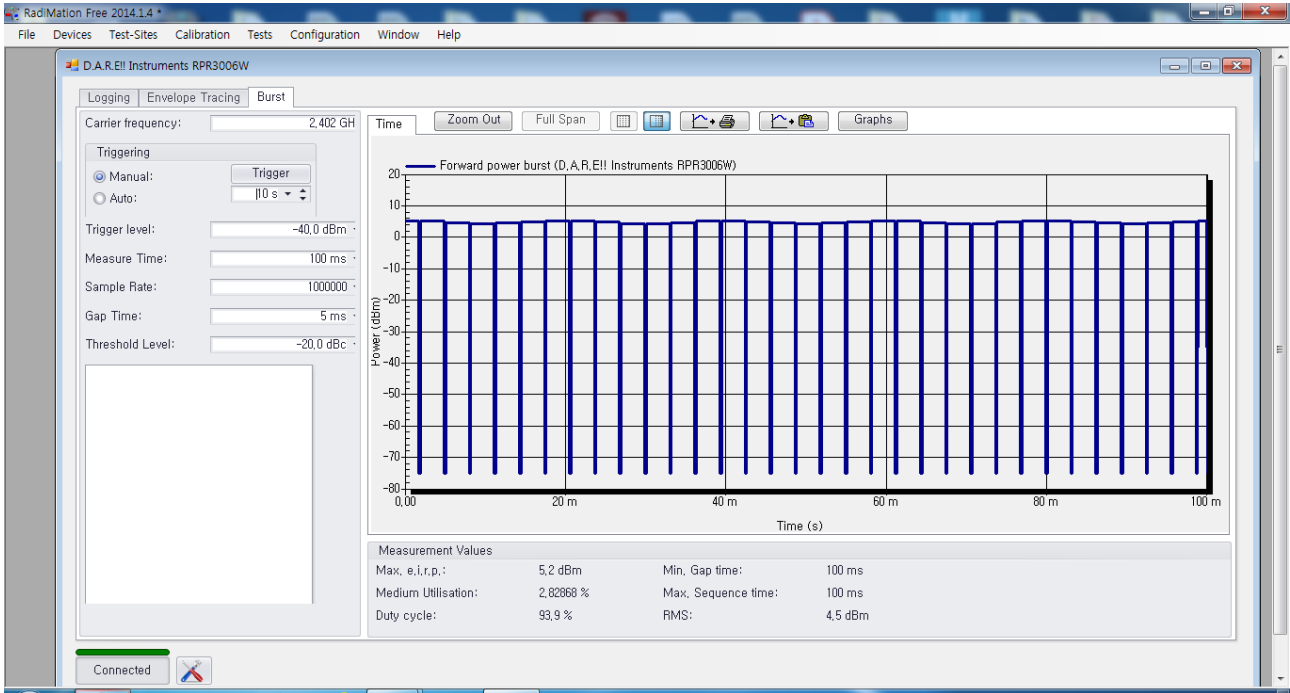 RadiMation Free 2014.1.4 *
File Devices Test-Sites Calibration Tests Configuration Window Help
D.A.R.E!! Instruments RPR3006W
Logging Envelope Tracing Burst
Carrier frequency: 2,402 GH
Triggering
Manual: Trigger
Auto: 10 s
Trigger level: -40,0 dBm
Measure Time: 100 ms
Sample Rate: 1000000
Gap Time: 5 ms
Threshold Level: -20,0 dBc
Time Zoom Out Full Span Graphs
Forward power burst (D,A,R,E!! Instruments RPR3006W)
Power (dBm)
20
10
0
-10
-20
-30
-40
-50
-60
-70
-80
0,00 20 m 40 m 60 m 80 m 100 m
Time (s)
Measurement Values
Max, e,i,r,p,: 5,2 dBm Min, Gap time: 100 ms
Medium Utilisation: 2,82868 % Max, Sequence time: 100 ms
Duty cycle: 93,9 % RMS: 4,5 dBm
Connected